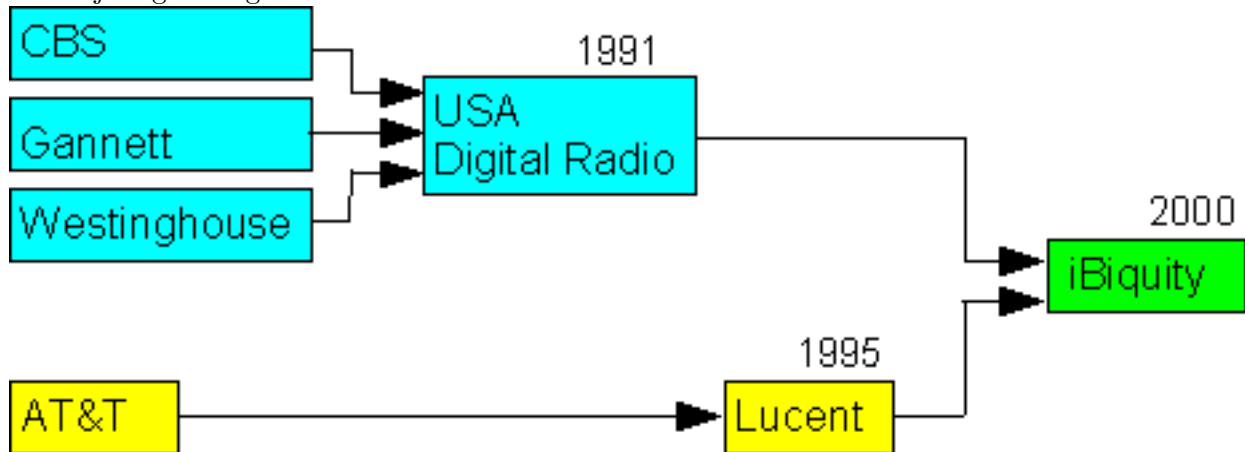 CBS
1991
USA
Digital Radio
Gannett
Westinghouse
2000
iBiquity
1995
AT&T
Lucent